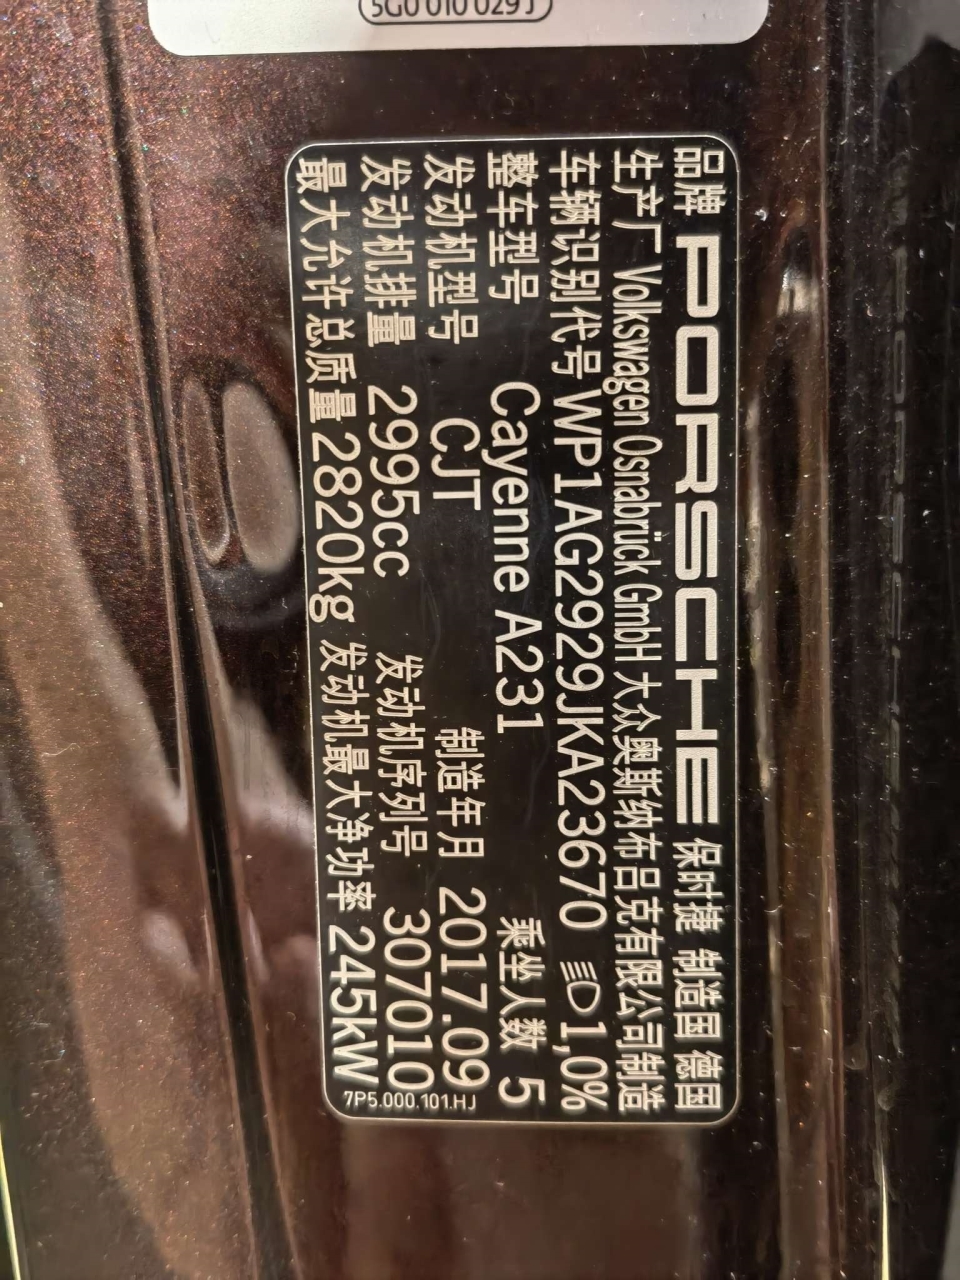 5G0 010 029 J
品牌 PORSCHE 保时捷 制造国 德国
生产厂 Volkswagen Osnabrück GmbH 大众奥斯纳布吕克有限公司制造
车辆识别代号 WP1AG2929JKA23670 1,0%
整车型号 Cayenne A231 乘坐人数 5
发动机型号 CJT 制造年月 2017.09
发动机排量 2995cc 发动机序列号 307010
最大允许总质量 2820kg 发动机最大净功率 245kW
7P5.000.101.HJ